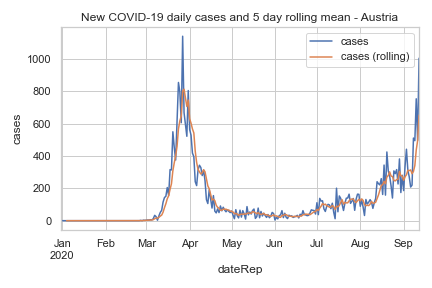 New COVID-19 daily cases and 5 day rolling mean - Austria
cases
cases (rolling)
cases
1000
800
600
400
200
0
Jan
2020
Feb
Mar
Apr
May
Jun
Jul
Aug
Sep
dateRep